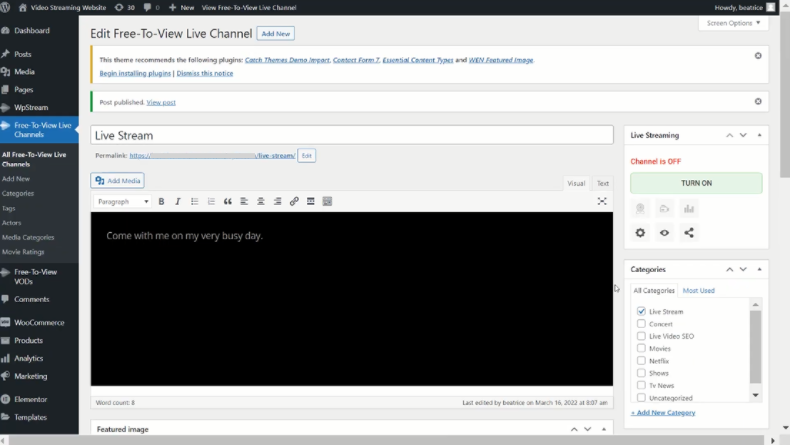 Video Streaming Website 30 0 New View Free-To-View Live Channel Howdy, beatrice
Screen Options
Dashboard
Posts
Media
Pages
WpStream
Free-To-View Live
Channels
All Free-To-View Live
Channels
Add New
Categories
Tags
Actors
Media Categories
Movie Ratings
Free-To-View
VODs
Comments
WooCommerce
Products
Analytics
Marketing
Elementor
Templates
Edit Free-To-View Live Channel Add New
This theme recommends the following plugins: Catch Themes Demo Import, Contact Form 7, Essential Content Types and WEN Featured Image.
Begin installing plugins | Dismiss this notice
Post published. View post
Live Stream
Permalink: https:// /live-stream/ Edit
Add Media
Visual Text
Paragraph B I
Come with me on my very busy day.
Word count: 8 Last edited by beatrice on March 16, 2022 at 8:07 am
Featured image
Live Streaming
Channel is OFF
TURN ON
Categories
All Categories Most Used
Live Stream
Concert
Live Video SEO
Movies
Netflix
Shows
Tv News
Uncategorized
+ Add New Category